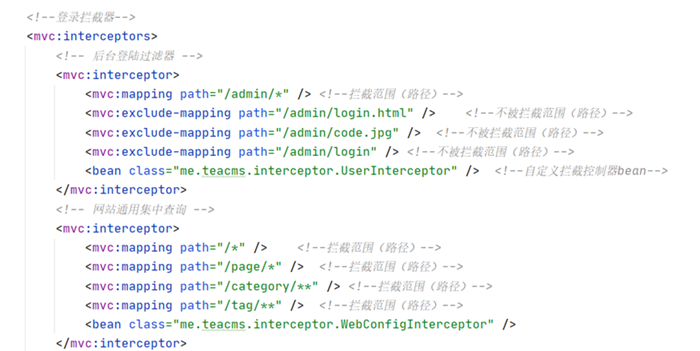 <!--登录拦截器-->
<mvc:interceptors>
<!-- 后台登陆过滤器 -->
<mvc:interceptor>
<mvc:mapping path="/admin/*" /> <!--拦截范围（路径）-->
<mvc:exclude-mapping path="/admin/login.html" /> <!--不被拦截范围（路径）-->
<mvc:exclude-mapping path="/admin/code.jpg" /> <!--不被拦截范围（路径）-->
<mvc:exclude-mapping path="/admin/login" /> <!--不被拦截范围（路径）-->
<bean class="me.teacms.interceptor.UserInterceptor" /> <!--自定义拦截控制器bean-->
</mvc:interceptor>
<!-- 网站通用集中查询 -->
<mvc:interceptor>
<mvc:mapping path="/*" /> <!--拦截范围（路径）-->
<mvc:mapping path="/page/*" /> <!--拦截范围（路径）-->
<mvc:mapping path="/category/**" /> <!--拦截范围（路径）-->
<mvc:mapping path="/tag/**" /> <!--拦截范围（路径）-->
<bean class="me.teacms.interceptor.WebConfigInterceptor" />
</mvc:interceptor>